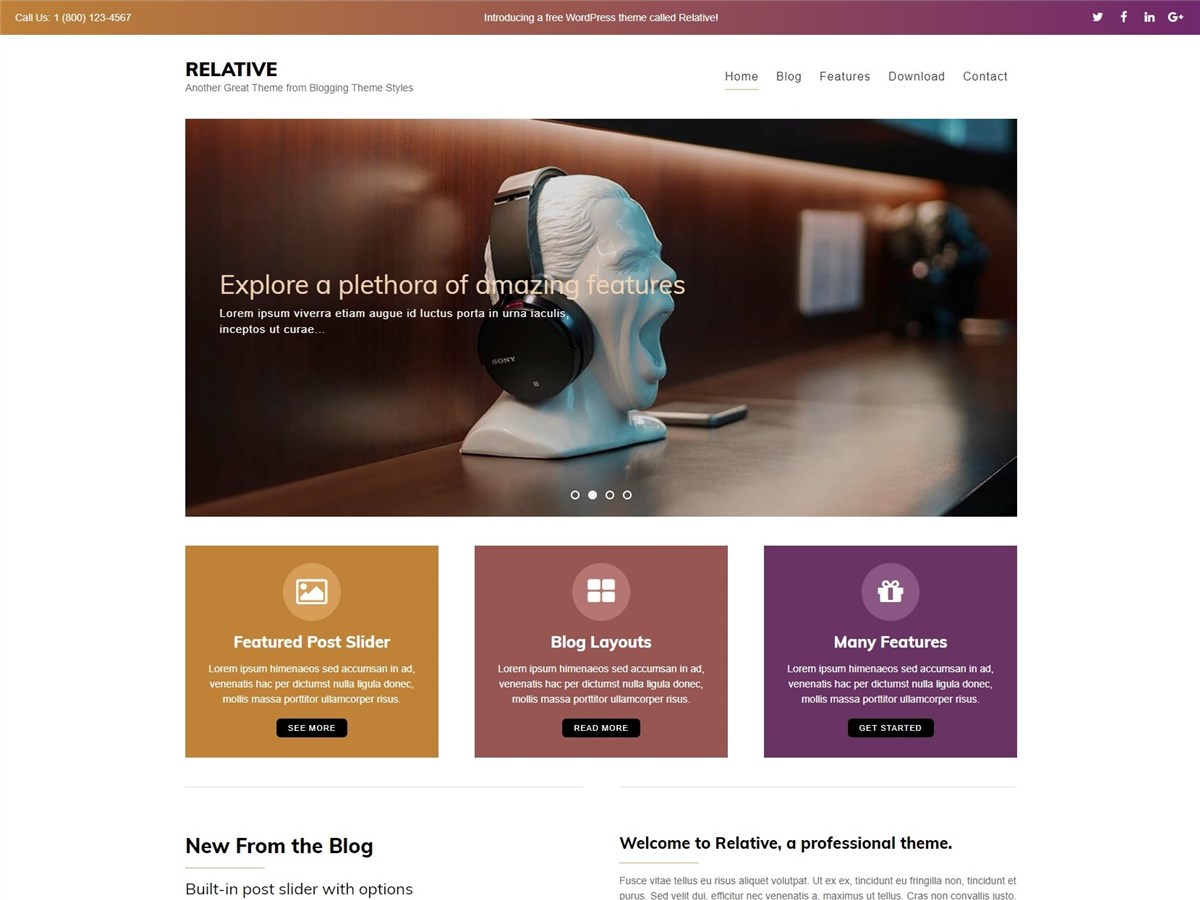 Call Us: 1 (800) 123-4567
Introducing a free WordPress theme called Relative!
RELATIVE
Another Great Theme from Blogging Theme Styles
Home Blog Features Download Contact
Explore a plethora of amazing features
Lorem ipsum viverra etiam augue id luctus porta in urna iaculis,
inceptos ut curae...
SONY
Featured Post Slider
Lorem ipsum himenaeos sed accumsan in ad,
venenatis hac per dictumst nulla ligula donec,
mollis massa porttitor ullamcorper risus.
SEE MORE
Blog Layouts
Lorem ipsum himenaeos sed accumsan in ad,
venenatis hac per dictumst nulla ligula donec,
mollis massa porttitor ullamcorper risus.
READ MORE
Many Features
Lorem ipsum himenaeos sed accumsan in ad,
venenatis hac per dictumst nulla ligula donec,
mollis massa porttitor ullamcorper risus.
GET STARTED
New From the Blog
Built-in post slider with options
Welcome to Relative, a professional theme.
Fusce vitae tellus eu risus aliquet volutpat. Ut ex ex, tincidunt eu fringilla non, tincidunt et
purus. Sed velit dui, efficitur nec venenatis a, maximus ut tellus. Cras non convallis justo.